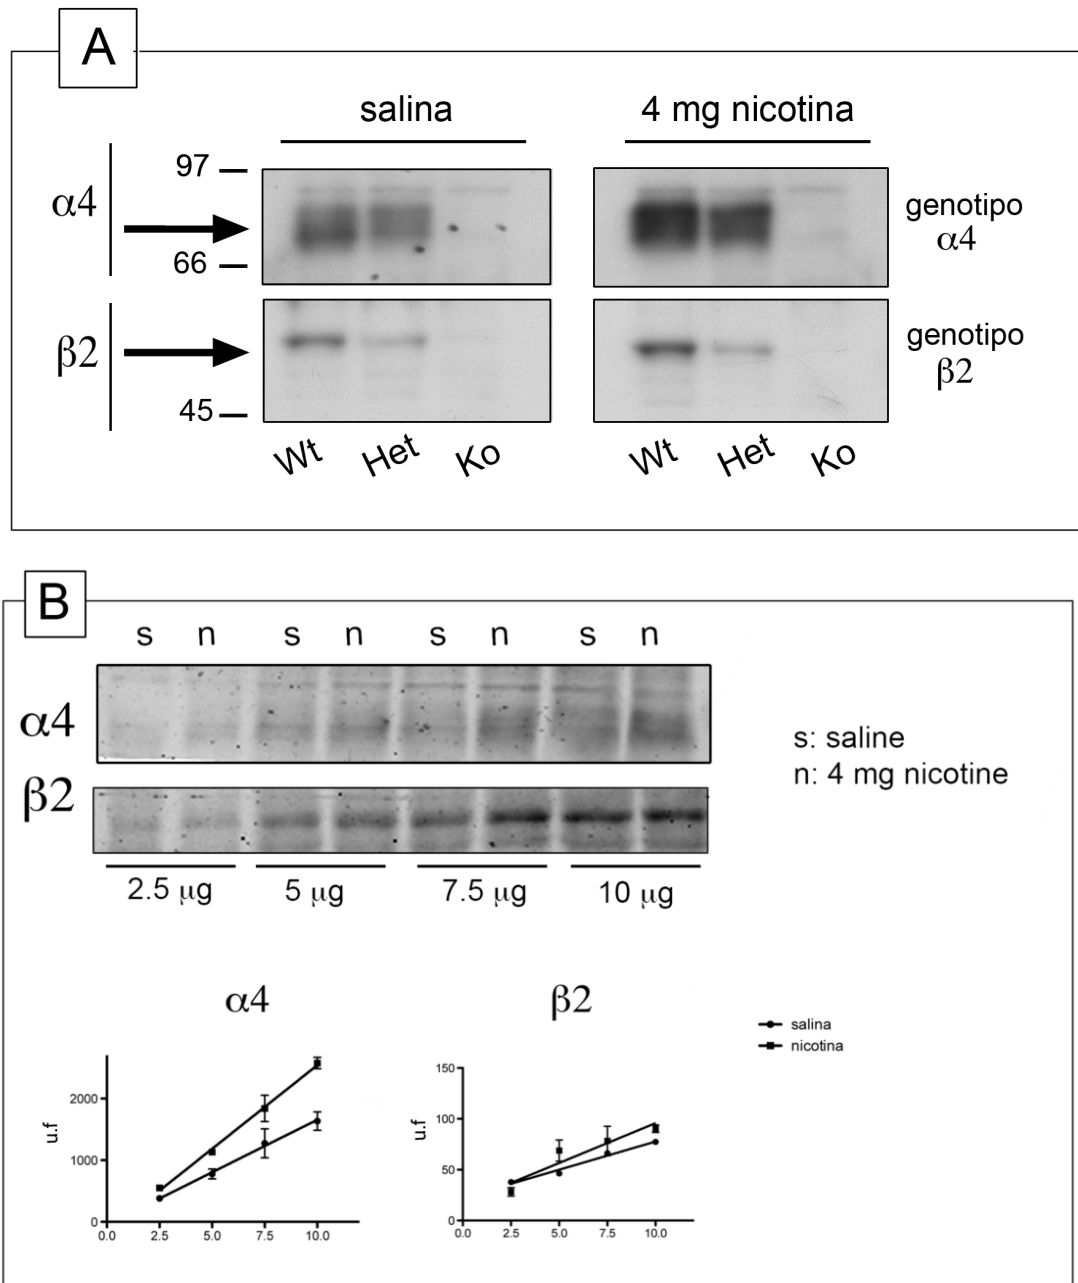 A
salina
4 mg nicotina
97
α4
66
genotipo
α4
β2
45
genotipo
β2
Wt Het Ko
Wt Het Ko
B
s n s n s n s n
α4
β2
s: saline
n: 4 mg nicotine
2.5 µg 5 µg 7.5 µg 10 µg
α4
u.f
2000
1000
0
0.0 2.5 5.0 7.5 10.0
β2
u.f
150
100
50
0
0.0 2.5 5.0 7.5 10.0
salina
nicotina